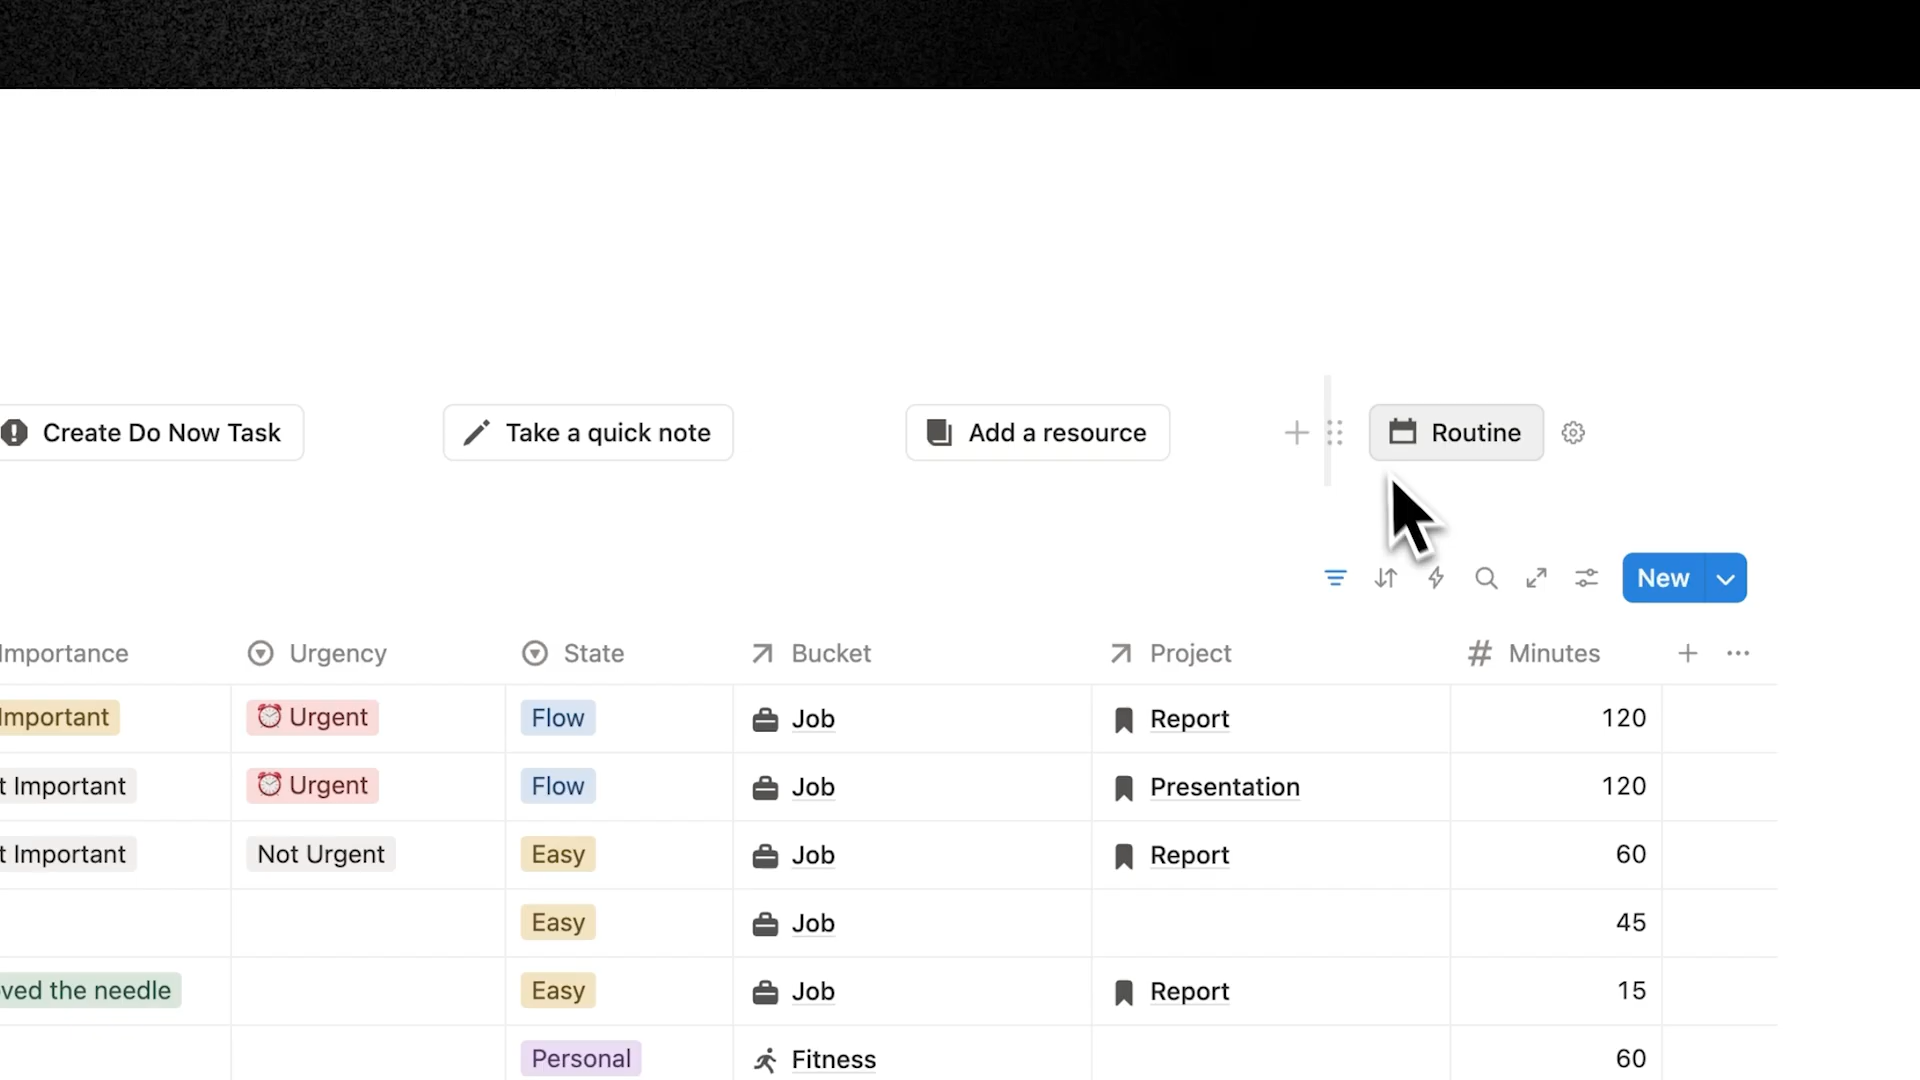 Create Do Now Task
Take a quick note
Add a resource
Routine
New
Importance Urgency State Bucket Project # Minutes
Important ⏰ Urgent Flow Job Report 120
t Important ⏰ Urgent Flow Job Presentation 120
t Important Not Urgent Easy Job Report 60
Easy Job 45
ved the needle Easy Job Report 15
Personal Fitness 60